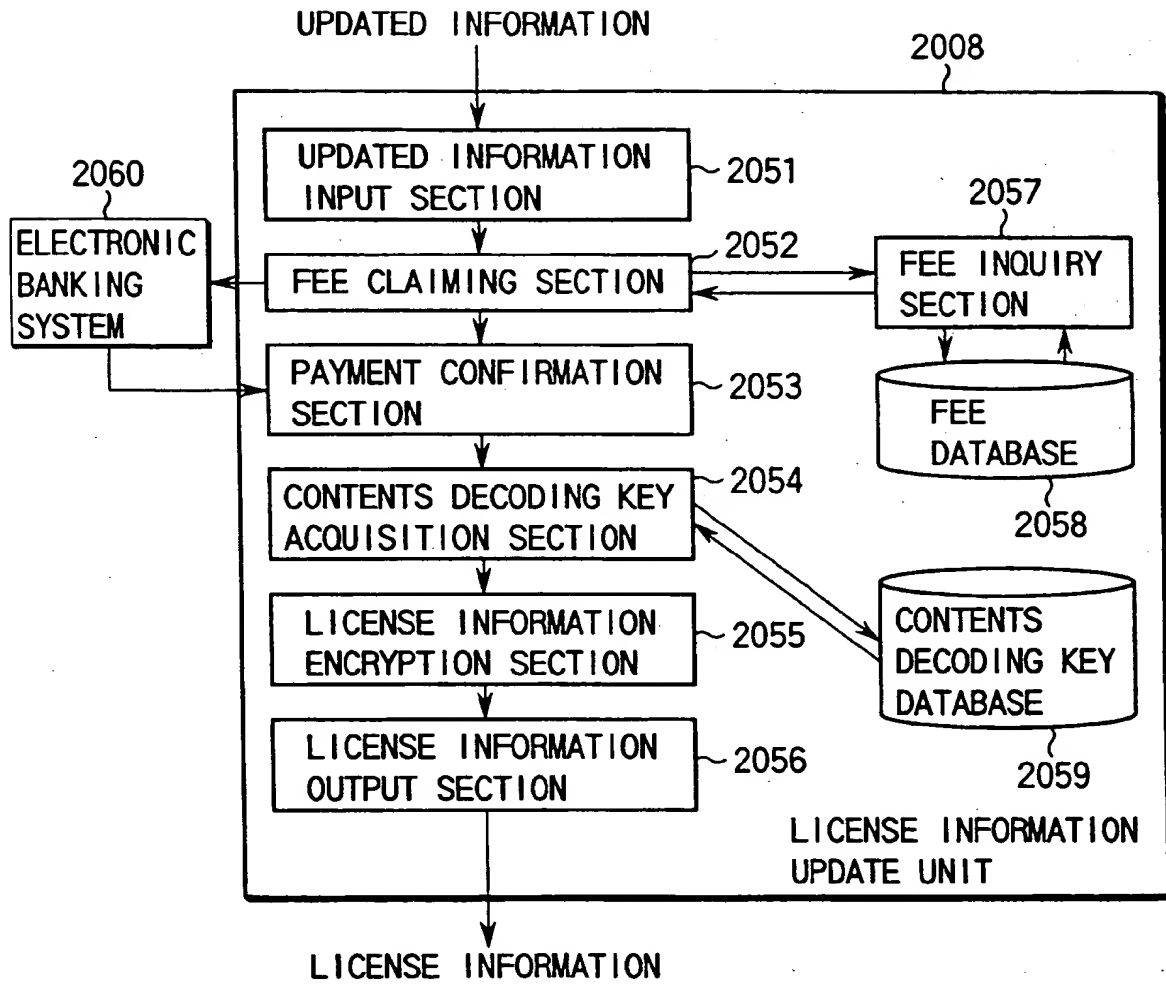 UPDATED INFORMATION
2008
UPDATED INFORMATION
INPUT SECTION
2051
2060
ELECTRONIC
BANKING
SYSTEM
2052
FEE CLAIMING SECTION
2057
FEE INQUIRY
SECTION
PAYMENT CONFIRMATION
SECTION
2053
FEE
DATABASE
2058
CONTENTS DECODING KEY
ACQUISITION SECTION
2054
LICENSE INFORMATION
ENCRYPTION SECTION
2055
CONTENTS
DECODING KEY
DATABASE
2059
LICENSE INFORMATION
OUTPUT SECTION
2056
LICENSE INFORMATION
UPDATE UNIT
LICENSE INFORMATION